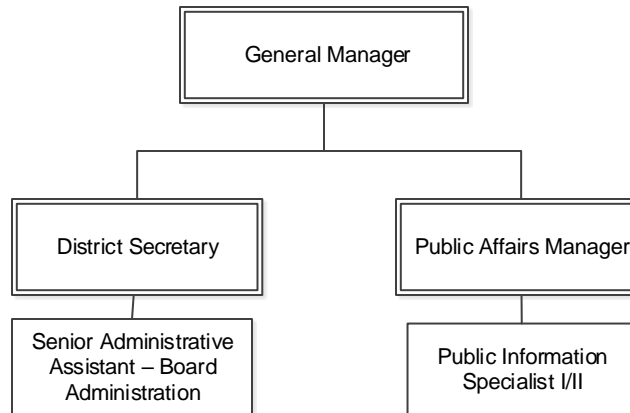 General Manager
District Secretary
Public Affairs Manager
Senior Administrative
Assistant – Board
Administration
Public Information
Specialist I/II